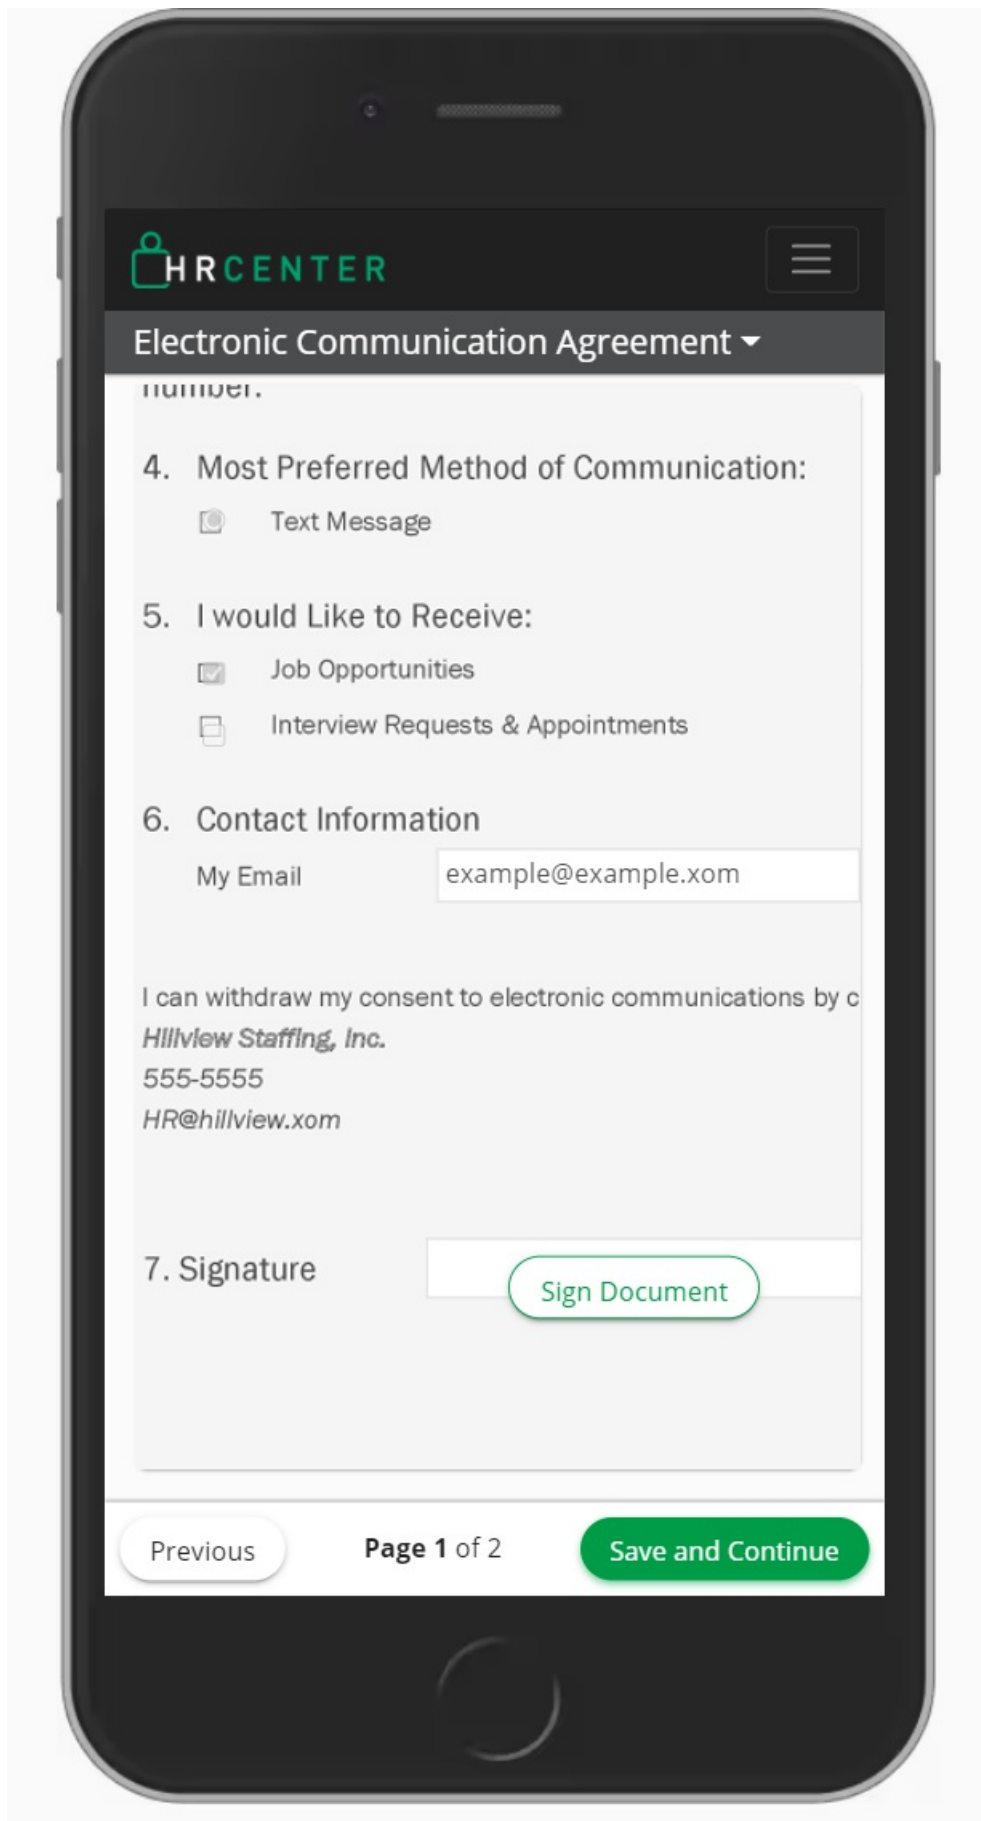 HRCENTER
Electronic Communication Agreement
number.
4. Most Preferred Method of Communication:
Text Message
5. I would Like to Receive:
Job Opportunities
Interview Requests & Appointments
6. Contact Information
My Email example@example.xom
I can withdraw my consent to electronic communications by c
Hillview Staffing, Inc.
555-5555
HR@hillview.xom
7. Signature Sign Document
Previous Page 1 of 2 Save and Continue